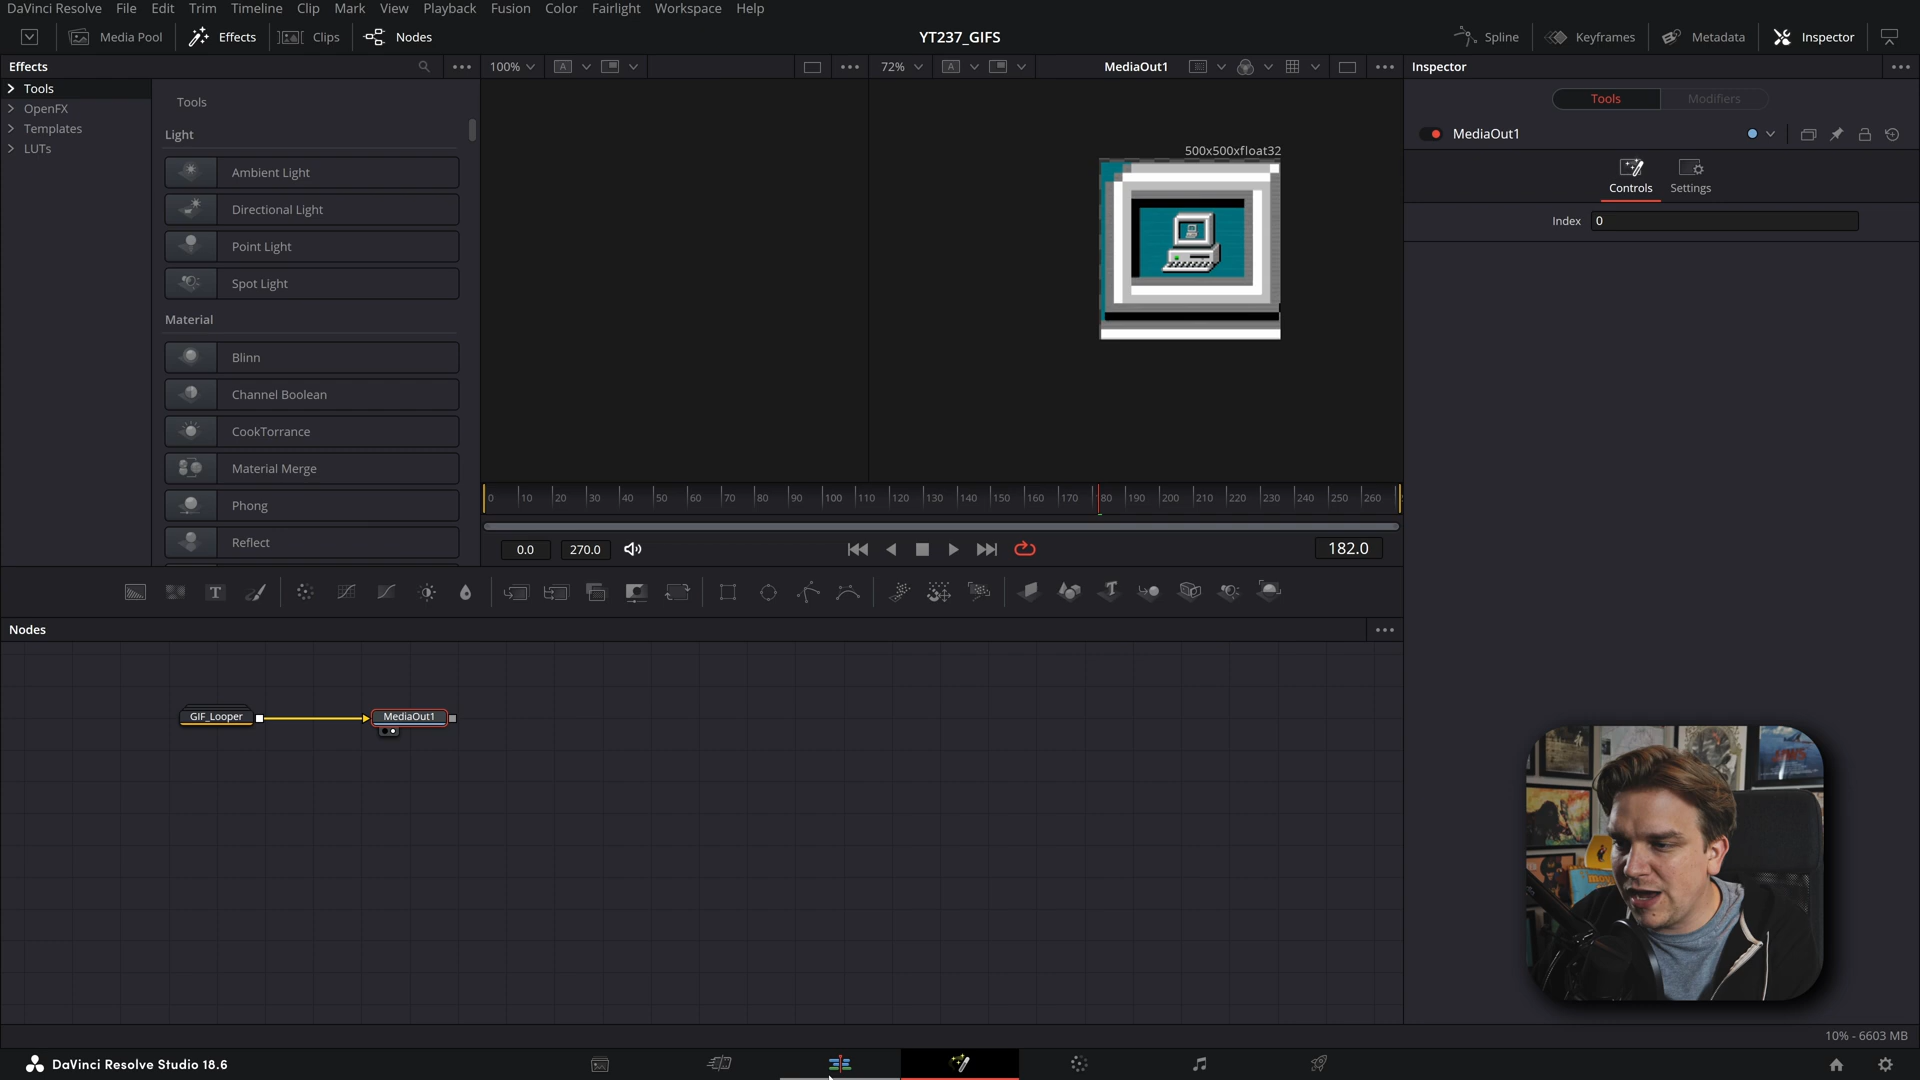 DaVinci Resolve File Edit Trim Timeline Clip Mark View Playback Fusion Color Fairlight Workspace Help
Media Pool Effects Clips Nodes YT237_GIFS Spline Keyframes Metadata Inspector
Effects 100% A 72% A MediaOut1 Inspector
Tools
OpenFX
Templates
LUTs
Tools
Light
Ambient Light
Directional Light
Point Light
Spot Light
Material
Blinn
Channel Boolean
CookTorrance
Material Merge
Phong
Reflect
500x500xfloat32
0 10 20 30 40 50 60 70 80 90 100 110 120 130 140 150 160 170 80 190 200 210 220 230 240 250 260
0.0 270.0 182.0
Tools Modifiers
MediaOut1
Controls Settings
Index 0
T T
Nodes
GIF_Looper MediaOut1
10% - 6603 MB
DaVinci Resolve Studio 18.6